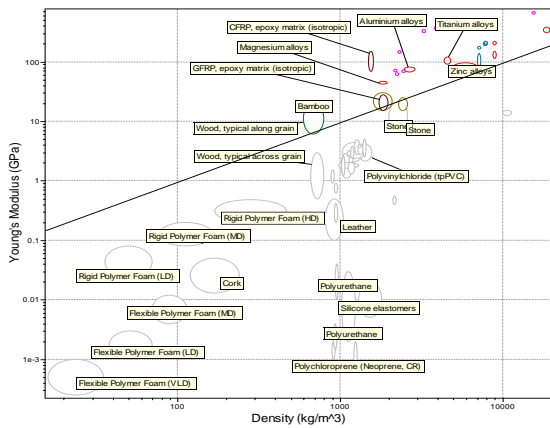 CFRP, epoxy matrix (isotropic)
Aluminium alloys
Titanium alloys
Magnesium alloys
GFRP, epoxy matrix (isotropic)
Zinc alloys
Bamboo
Wood, typical along grain
Stone
Stone
Wood, typical across grain
Polyvinylchloride (tpPVC)
Rigid Polymer Foam (HD)
Leather
Rigid Polymer Foam (MD)
Rigid Polymer Foam (LD)
Cork
Polyurethane
Flexible Polymer Foam (MD)
Silicone elastomers
Polyurethane
Flexible Polymer Foam (LD)
Polychloroprene (Neoprene, CR)
Flexible Polymer Foam (VLD)
Young's Modulus (GPa)
100
10
1
0.1
0.01
1e-3
100
1000
10000
Density (kg/m^3)